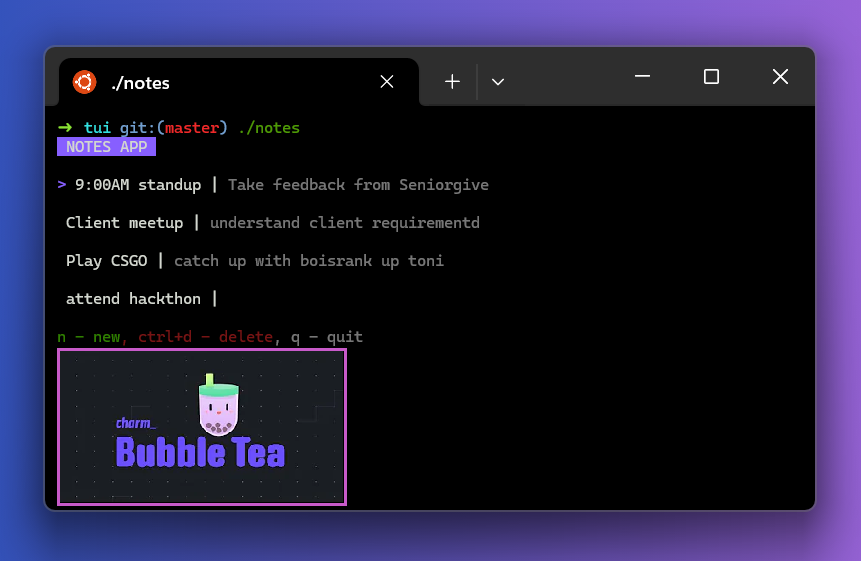 ./notes
➜ tui git:(master) ./notes
NOTES APP
> 9:00AM standup | Take feedback from Seniorgive
Client meetup | understand client requirementd
Play CSGO | catch up with boisrank up toni
attend hackthon |
n - new, ctrl+d - delete, q - quit
charm_
Bubble Tea